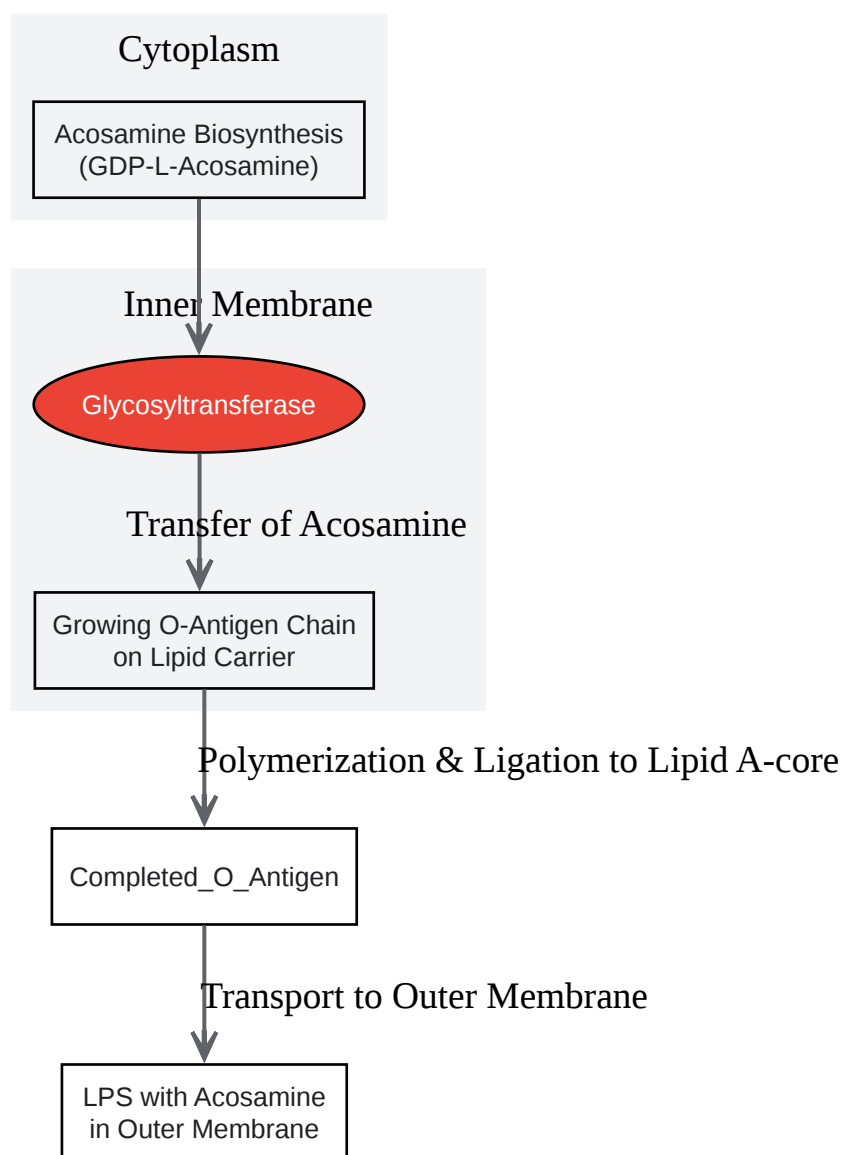 Cytoplasm
Acosamine Biosynthesis
(GDP-L-Acosamine)
Inner Membrane
Glycosyltransferase
Transfer of Acosamine
Growing O-Antigen Chain
on Lipid Carrier
Polymerization & Ligation to Lipid A-core
Completed_O_Antigen
Transport to Outer Membrane
LPS with Acosamine
in Outer Membrane